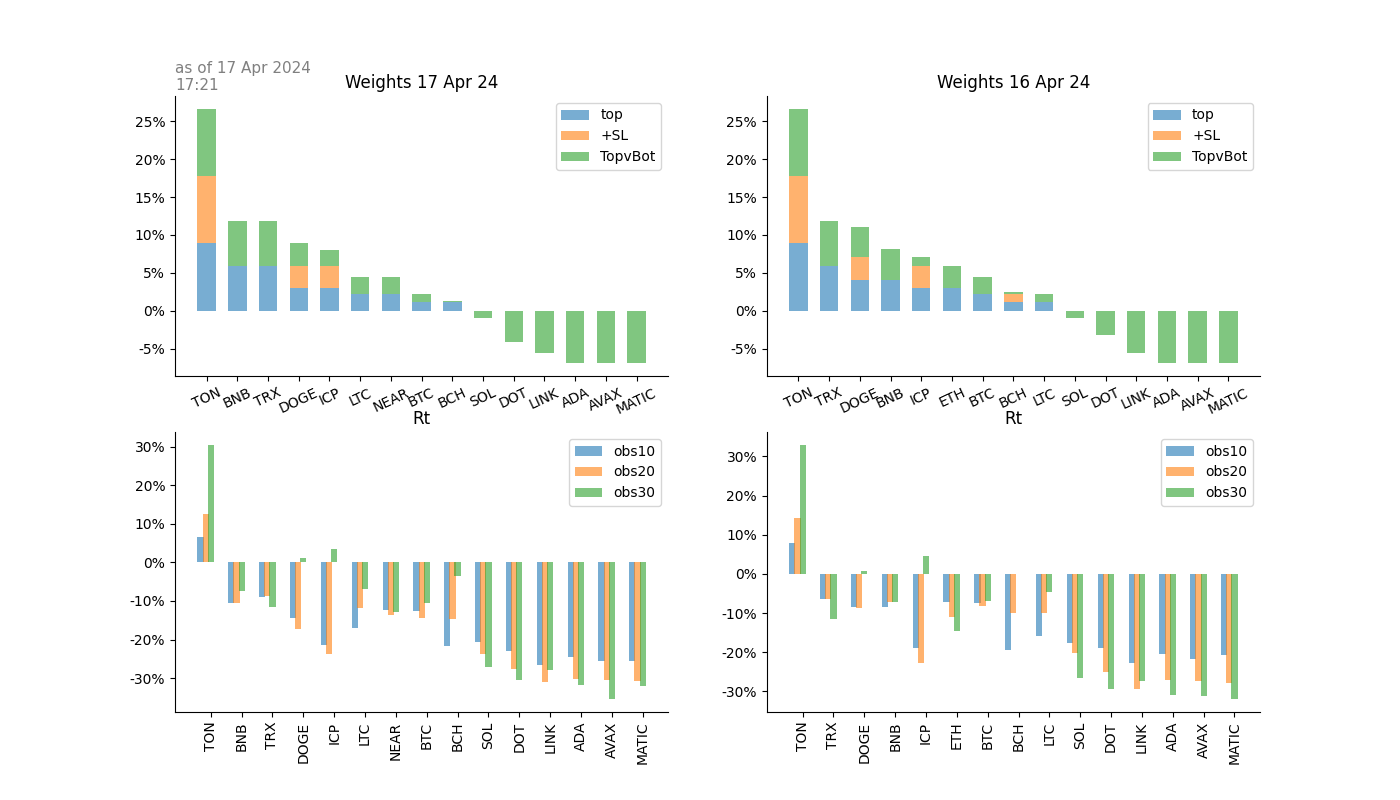 as of 17 Apr 2024
17:21
Weights 17 Apr 24
25%
20%
15%
10%
5%
0%
-5%
top
+SL
TopvBot
TON BNB TRX DOGE ICP LTC NEAR BTC BCH SOL DOT LINK ADA AVAX MATIC
Weights 16 Apr 24
25%
20%
15%
10%
5%
0%
-5%
top
+SL
TopvBot
TON TRX DOGE BNB ICP ETH BTC BCH LTC SOL DOT LINK ADA AVAX MATIC
Rt
30%
20%
10%
0%
-10%
-20%
-30%
obs10
obs20
obs30
TON BNB TRX DOGE ICP LTC NEAR BTC BCH SOL DOT LINK ADA AVAX MATIC
Rt
30%
20%
10%
0%
-10%
-20%
-30%
obs10
obs20
obs30
TON TRX DOGE BNB ICP ETH BTC BCH LTC SOL DOT LINK ADA AVAX MATIC